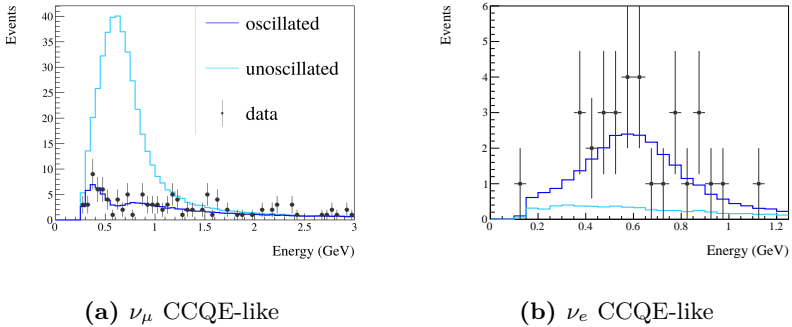 Events
40
35
30
25
20
15
10
5
0
0 0.5 1 1.5 2 2.5 3
Energy (GeV)
oscillated
unoscillated
data
(a) νμ CCQE-like
Events
6
5
4
3
2
1
0
0 0.2 0.4 0.6 0.8 1 1.2
Energy (GeV)
(b) νe CCQE-like